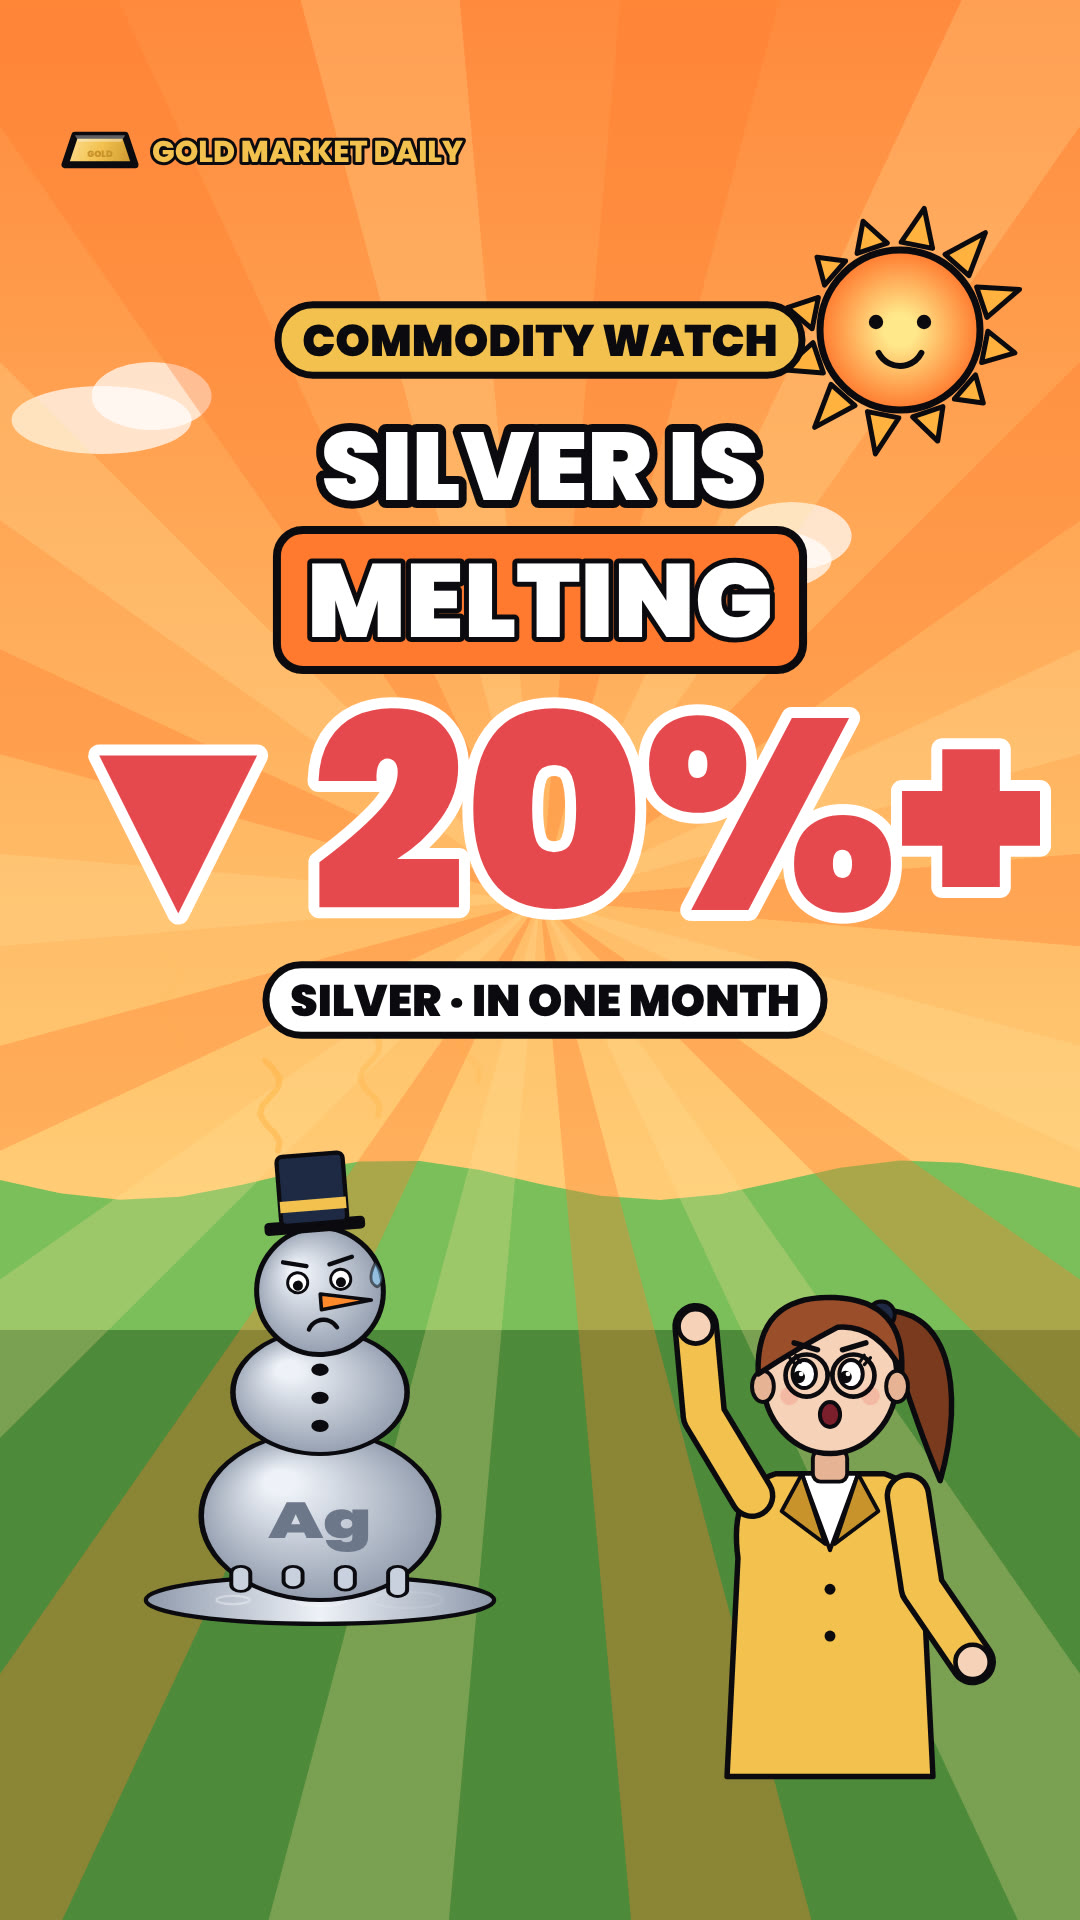 GOLD
GOLD MARKET DAILY
COMMODITY WATCH
SILVER IS
MELTING
▼ 20%+
SILVER • IN ONE MONTH
Ag